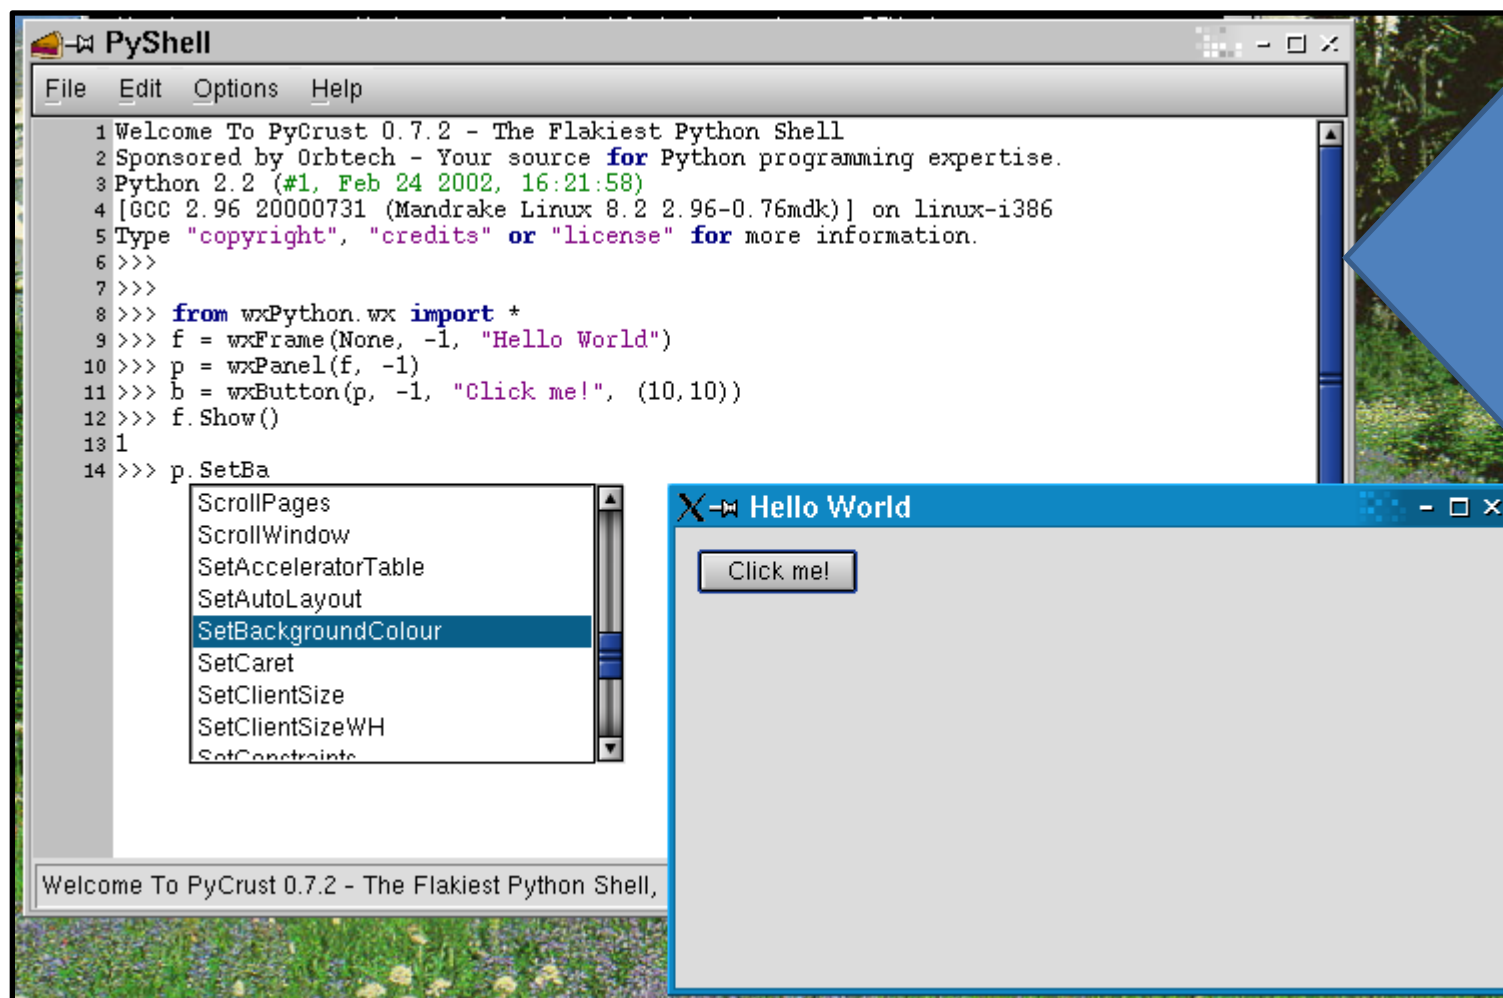 PyShell
File Edit Options Help
1 Welcome To PyCrust 0.7.2 - The Flakiest Python Shell
2 Sponsored by Orbtech - Your source for Python programming expertise.
3 Python 2.2 (#1, Feb 24 2002, 16:21:58)
4 [GCC 2.96 20000731 (Mandrake Linux 8.2 2.96-0.76mdk)] on linux-i386
5 Type "copyright", "credits" or "license" for more information.
6 >>>
7 >>>
8 >>> from wxPython.wx import *
9 >>> f = wxFrame(None, -1, "Hello World")
10 >>> p = wxPanel(f, -1)
11 >>> b = wxButton(p, -1, "Click me!", (10,10))
12 >>> f.Show()
13 1
14 >>> p.SetBa
ScrollPages
ScrollWindow
SetAcceleratorTable
SetAutoLayout
SetBackgroundColour
SetCaret
SetClientSize
SetClientSizeWH
SetConstraints
Hello World
Click me!
Welcome To PyCrust 0.7.2 - The Flakiest Python Shell,